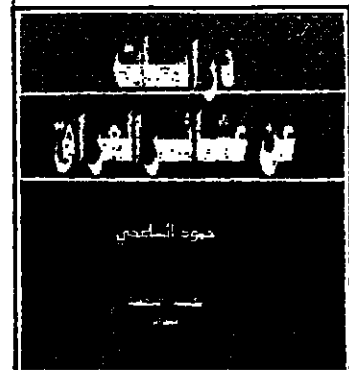 دراسات
عن عشائر العراق
حمود الساعدي